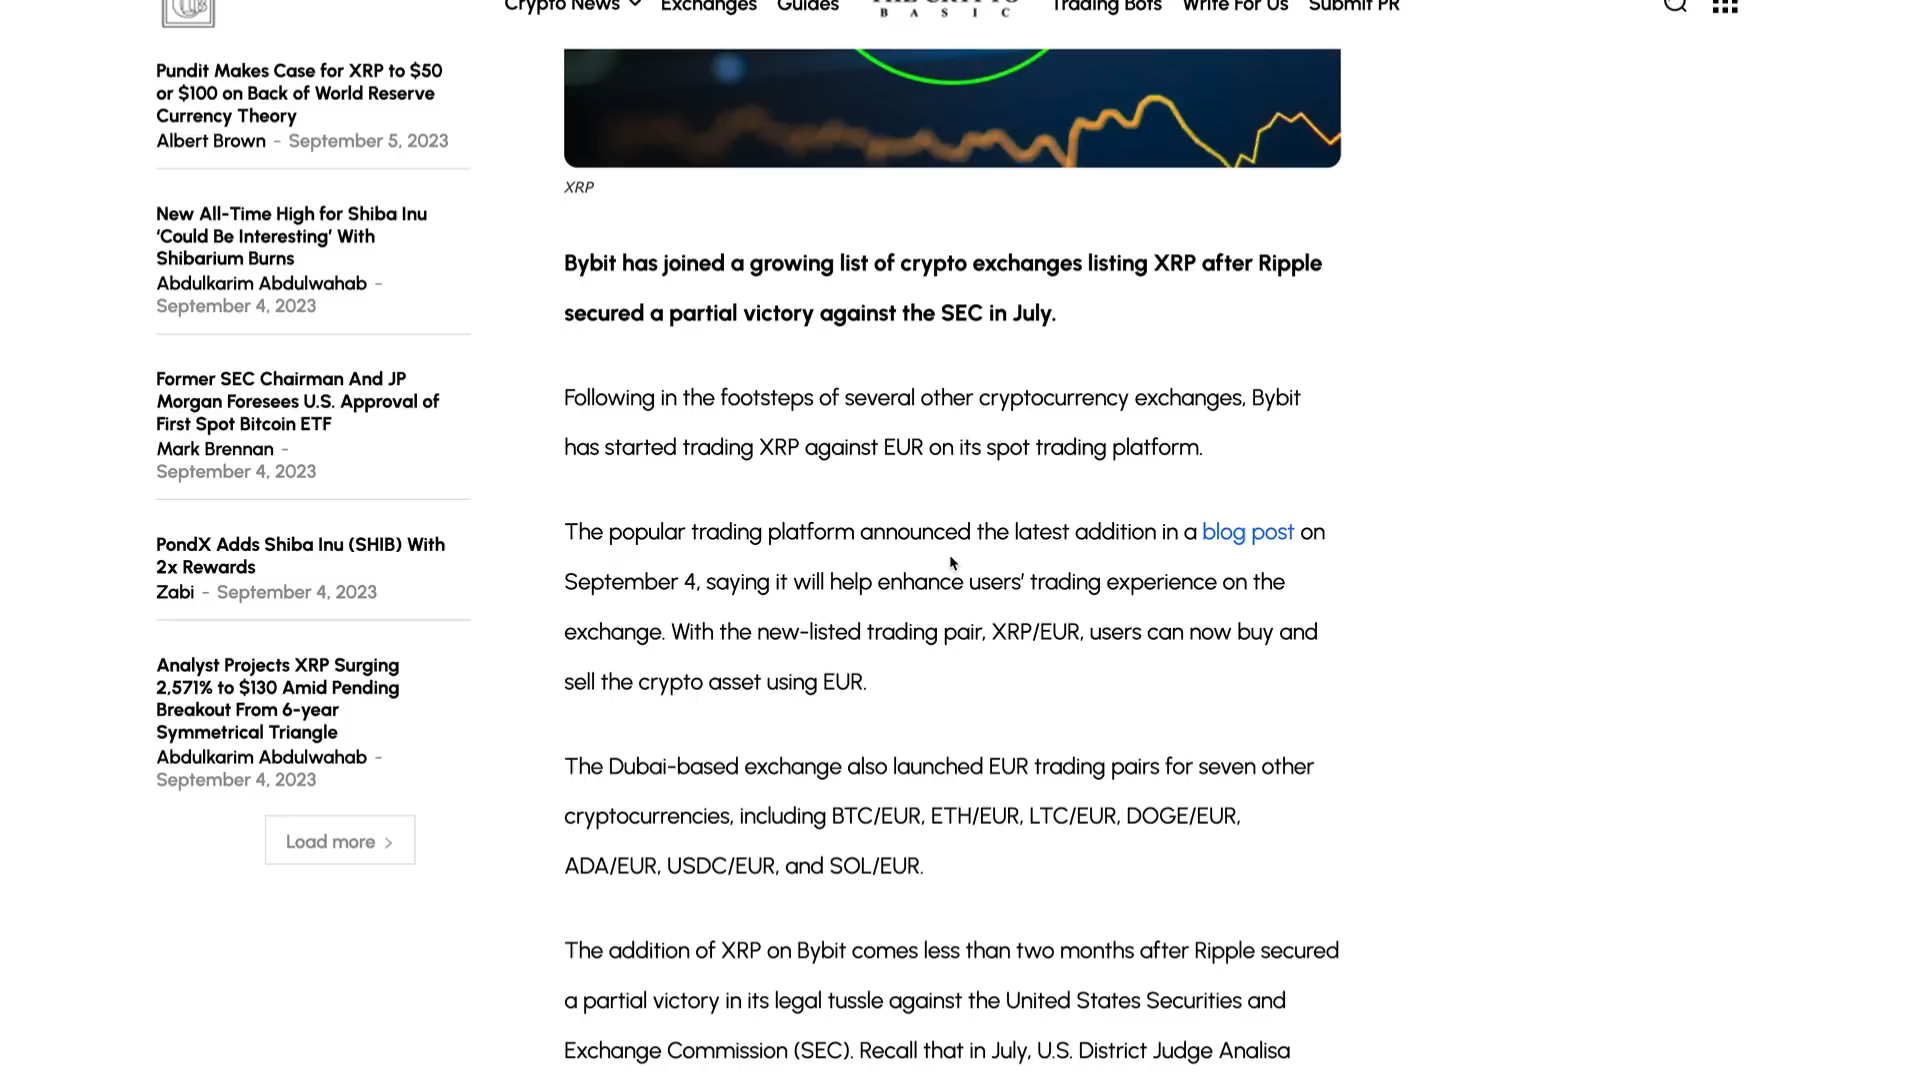 Crypto News
Exchanges
Guides
B A S I C
Trading Bots
Write For Us
Submit PR
Pundit Makes Case for XRP to $50
or $100 on Back of World Reserve
Currency Theory
Albert Brown - September 5, 2023
New All-Time High for Shiba Inu
‘Could Be Interesting’ With
Shibarium Burns
Abdulkarim Abdulwahab -
September 4, 2023
Former SEC Chairman And JP
Morgan Foresees U.S. Approval of
First Spot Bitcoin ETF
Mark Brennan -
September 4, 2023
PondX Adds Shiba Inu (SHIB) With
2x Rewards
Zabi - September 4, 2023
Analyst Projects XRP Surging
2,571% to $130 Amid Pending
Breakout From 6-year
Symmetrical Triangle
Abdulkarim Abdulwahab -
September 4, 2023
Load more
XRP
Bybit has joined a growing list of crypto exchanges listing XRP after Ripple
secured a partial victory against the SEC in July.
Following in the footsteps of several other cryptocurrency exchanges, Bybit
has started trading XRP against EUR on its spot trading platform.
The popular trading platform announced the latest addition in a blog post on
September 4, saying it will help enhance users’ trading experience on the
exchange. With the new-listed trading pair, XRP/EUR, users can now buy and
sell the crypto asset using EUR.
The Dubai-based exchange also launched EUR trading pairs for seven other
cryptocurrencies, including BTC/EUR, ETH/EUR, LTC/EUR, DOGE/EUR,
ADA/EUR, USDC/EUR, and SOL/EUR.
The addition of XRP on Bybit comes less than two months after Ripple secured
a partial victory in its legal tussle against the United States Securities and
Exchange Commission (SEC). Recall that in July, U.S. District Judge Analisa